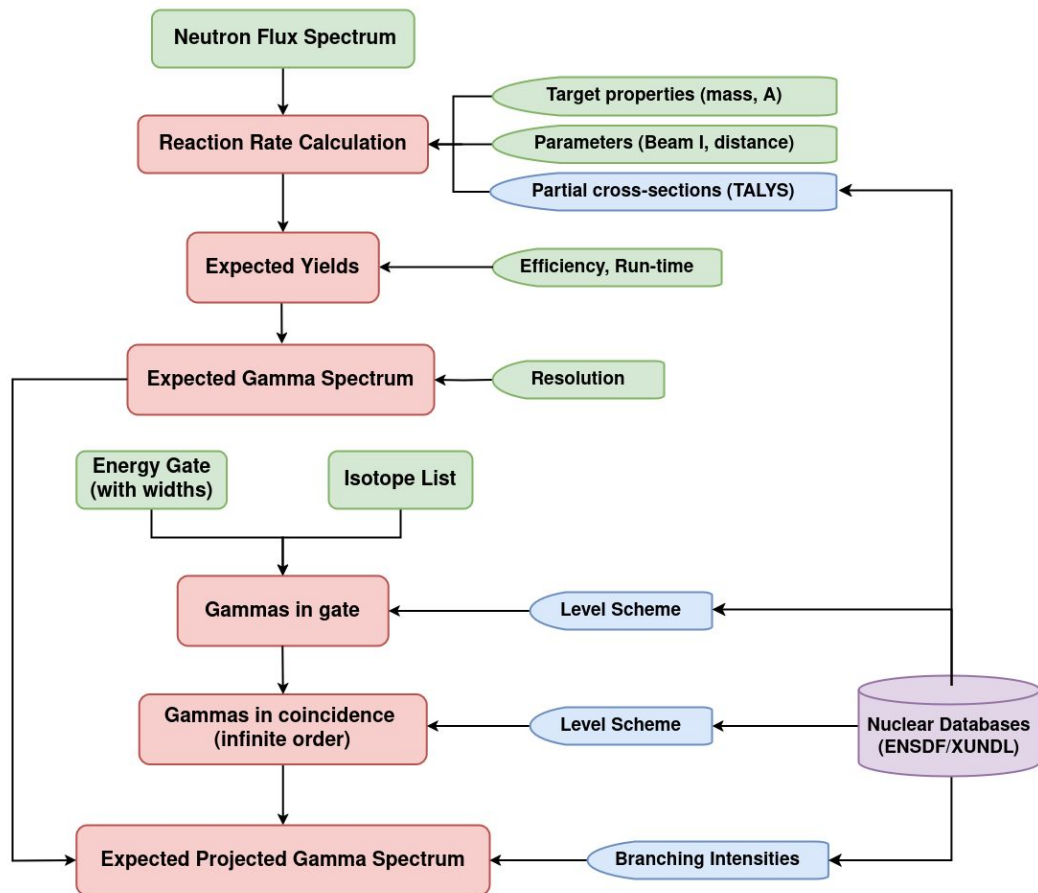 Neutron Flux Spectrum
Target properties (mass, A)
Reaction Rate Calculation
Parameters (Beam I, distance)
Partial cross-sections (TALYS)
Expected Yields
Efficiency, Run-time
Expected Gamma Spectrum
Resolution
Energy Gate
(with widths)
Isotope List
Gammas in gate
Level Scheme
Gammas in coincidence
(infinite order)
Level Scheme
Nuclear Databases
(ENSDF/XUNDL)
Expected Projected Gamma Spectrum
Branching Intensities